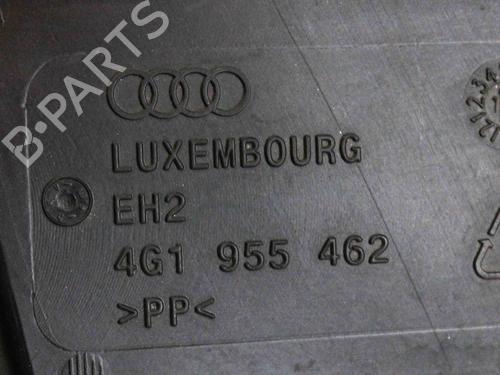 B-PARTS
LUXEMBOURG
EH2
4G1 955 462
>PP<